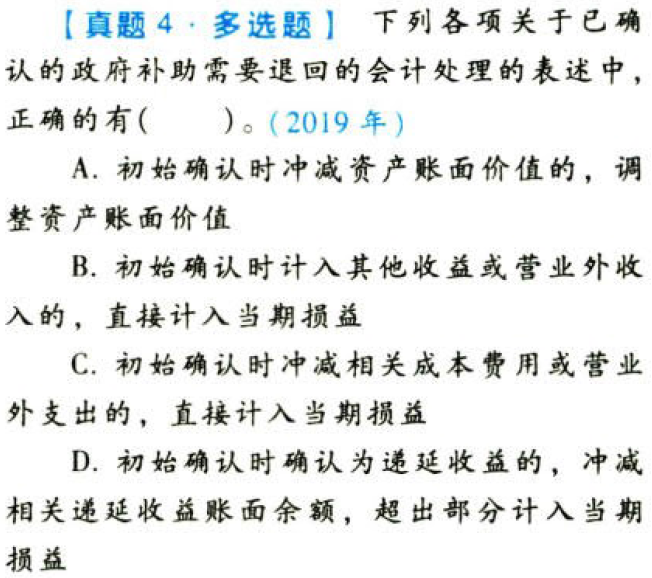 【真题4·多选题】 下列各项关于已确
认的政府补助需要退回的会计处理的表述中，
正确的有(　　)。(2019年)
A. 初始确认时冲减资产账面价值的，调
整资产账面价值
B. 初始确认时计入其他收益或营业外收
入的，直接计入当期损益
C. 初始确认时冲减相关成本费用或营业
外支出的，直接计入当期损益
D. 初始确认时确认为递延收益的，冲减
相关递延收益账面余额，超出部分计入当期
损益